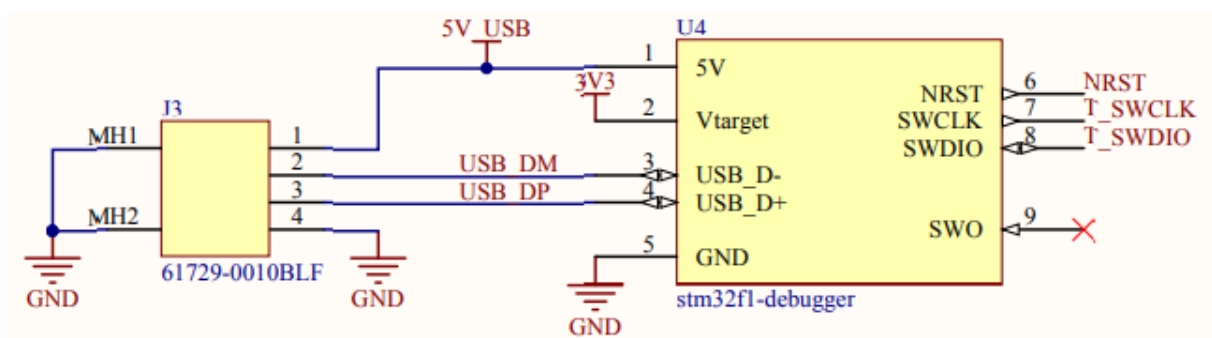 5V_USB
U4
1
5V
3V3
2
Vtarget
NRST
6
NRST
SWCLK
7
T_SWCLK
SWDIO
8
T_SWDIO
J3
MH1
1
2
USB_DM
3
USB_D-
3
USB_DP
4
USB_D+
MH2
4
SWO
9
5
GND
61729-0010BLF
stm32f1-debugger
GND
GND
GND